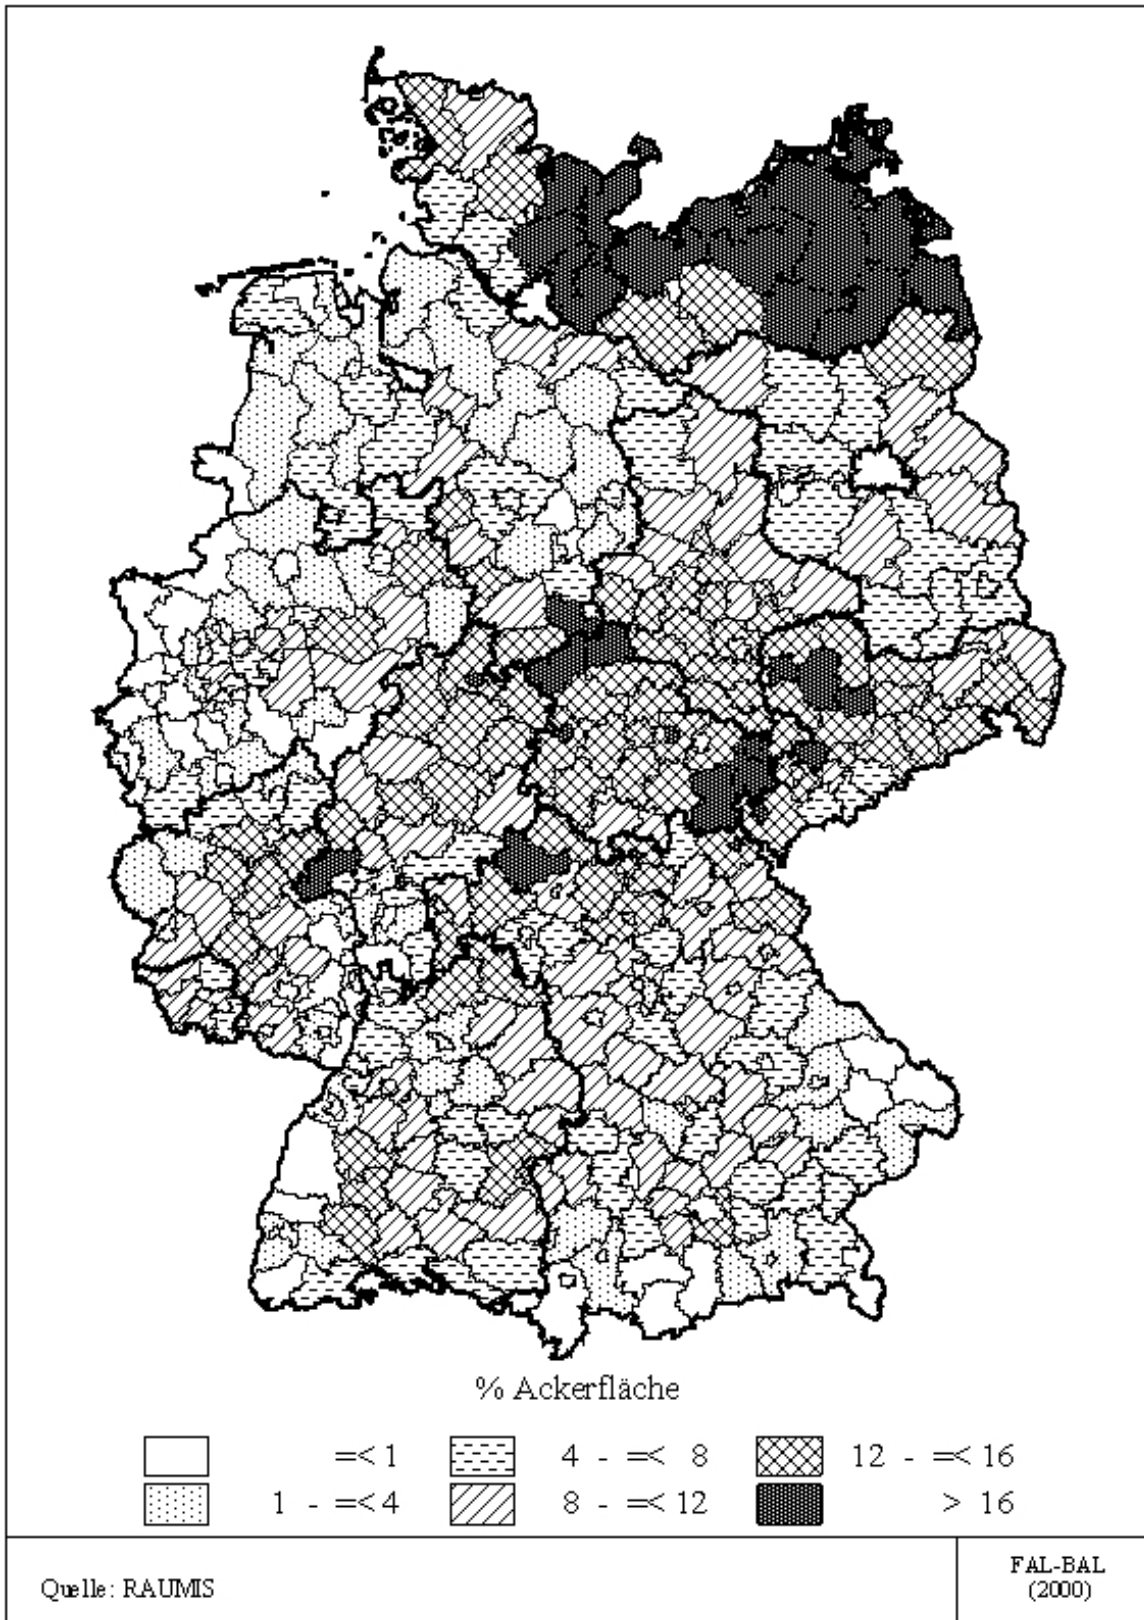 % Ackerfläche
=< 1
4 - =< 8
12 - =< 16
1 - =< 4
8 - =< 12
> 16
Quelle: RAUMIS
FAL-BAL
(2000)